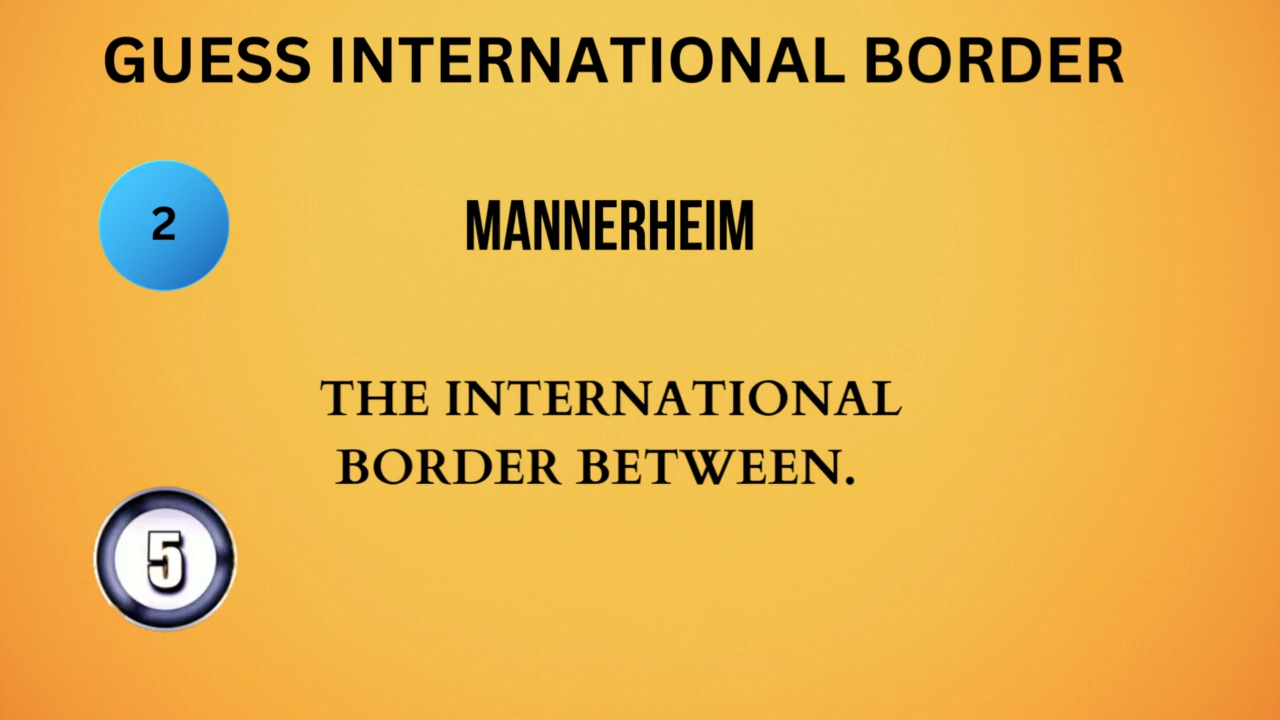 GUESS INTERNATIONAL BORDER
2
MANNERHEIM
THE INTERNATIONAL
BORDER BETWEEN.
5